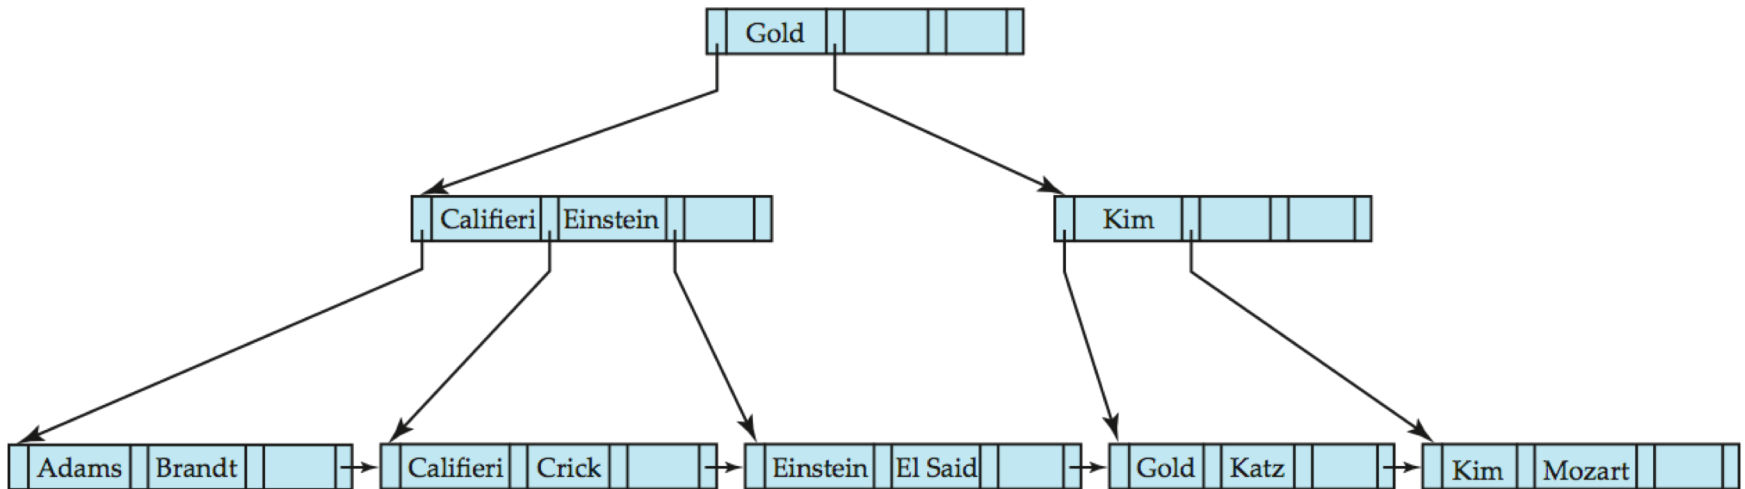 Gold
Califieri Einstein
Kim
Adams Brandt
Califieri Crick
Einstein El Said
Gold Katz
Kim Mozart